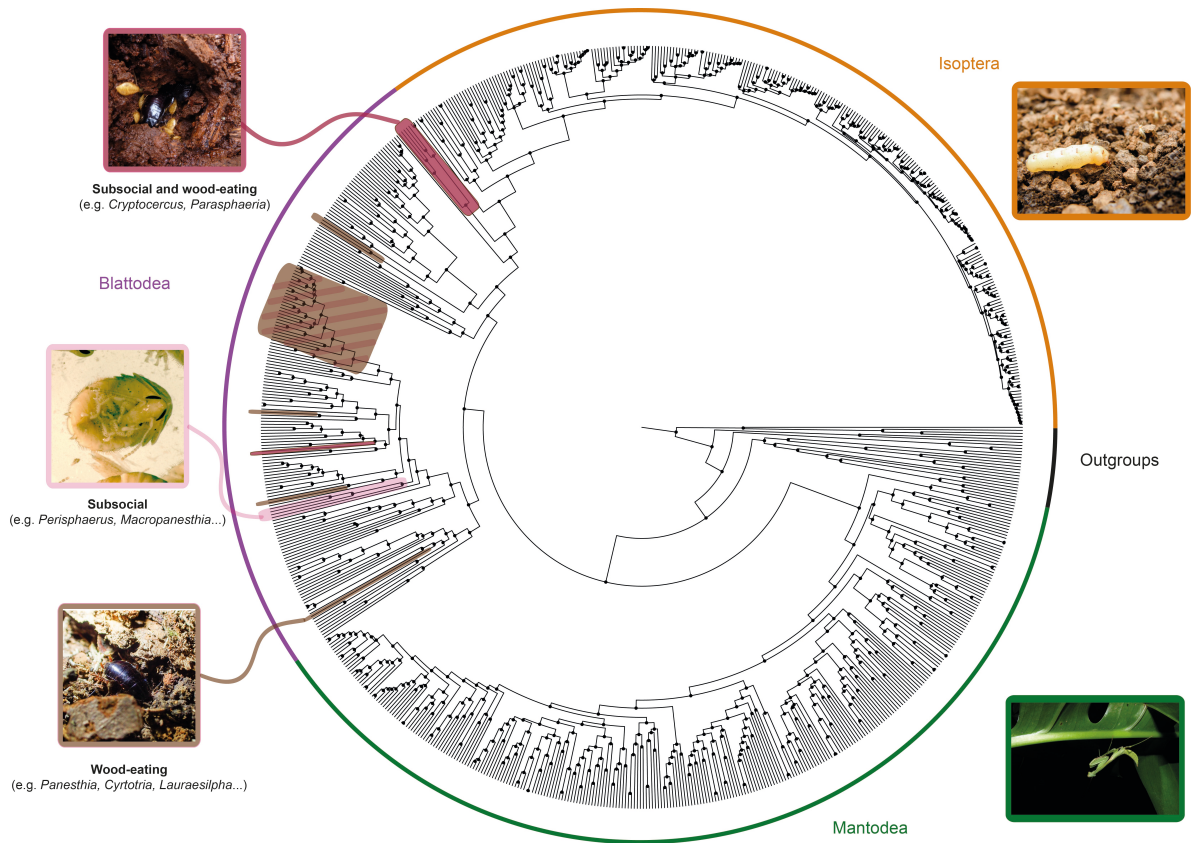 Isoptera
Subsocial and wood-eating
(e.g. Cryptocercus, Parasphaeria)
Blattodea
Outgroups
Subsocial
(e.g. Perisphaerus, Macropanesthia...)
Wood-eating
(e.g. Panesthia, Cyrtotria, Lauraesilpha...)
Mantodea